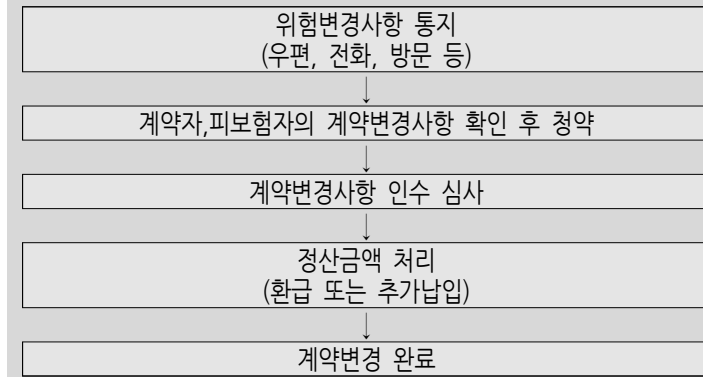 위험변경사항 통지
(우편, 전화, 방문 등)
계약자,피보험자의 계약변경사항 확인 후 청약
계약변경사항 인수 심사
정산금액 처리
(환급 또는 추가납입)
계약변경 완료